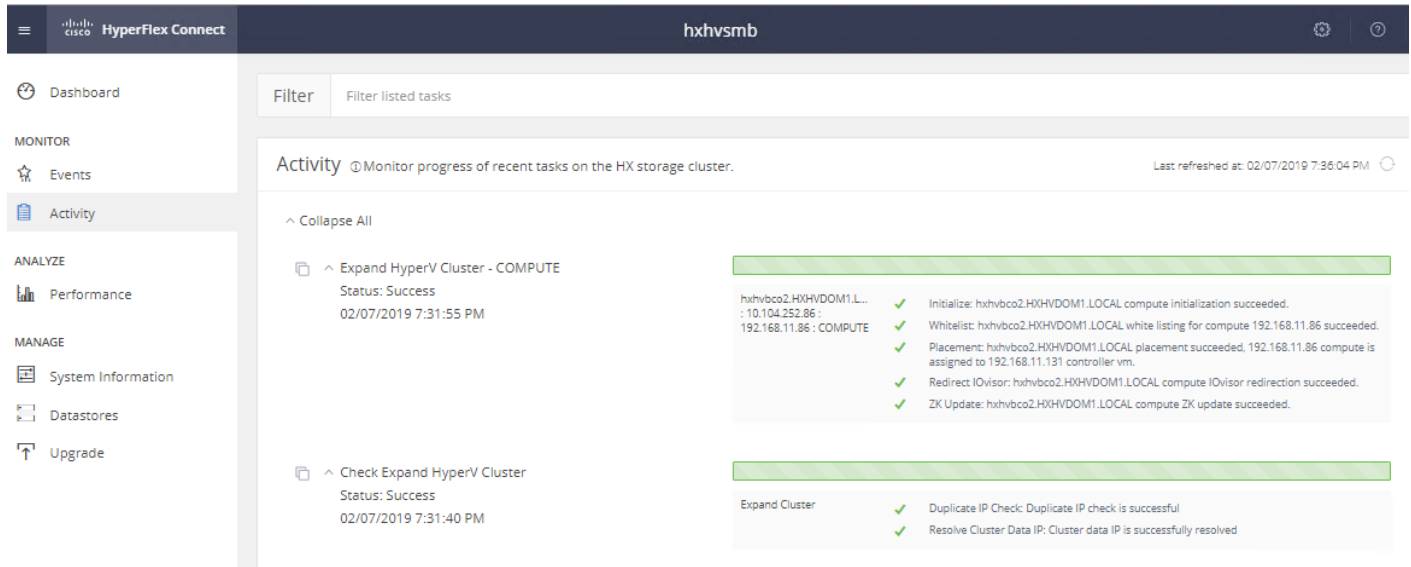 cisco HyperFlex Connect
hxhvsmb
Dashboard
MONITOR
Events
Activity
ANALYZE
Performance
MANAGE
System Information
Datastores
Upgrade
Filter Filter listed tasks
Activity Monitor progress of recent tasks on the HX storage cluster.
Last refreshed at: 02/07/2019 7:36:04 PM
Collapse All
Expand HyperV Cluster - COMPUTE
Status: Success
02/07/2019 7:31:55 PM
hxhvbco2.HXHVDOM1.L...
: 10.104.252.86 :
192.168.11.86 : COMPUTE
Initialize: hxhvbco2.HXHVDOM1.LOCAL compute initialization succeeded.
Whitelist: hxhvbco2.HXHVDOM1.LOCAL white listing for compute 192.168.11.86 succeeded.
Placement: hxhvbco2.HXHVDOM1.LOCAL placement succeeded, 192.168.11.86 compute is
assigned to 192.168.11.131 controller vm.
Redirect IOvisor: hxhvbco2.HXHVDOM1.LOCAL compute IOvisor redirection succeeded.
ZK Update: hxhvbco2.HXHVDOM1.LOCAL compute ZK update succeeded.
Check Expand HyperV Cluster
Status: Success
02/07/2019 7:31:40 PM
Expand Cluster
Duplicate IP Check: Duplicate IP check is successful
Resolve Cluster Data IP: Cluster data IP is successfully resolved